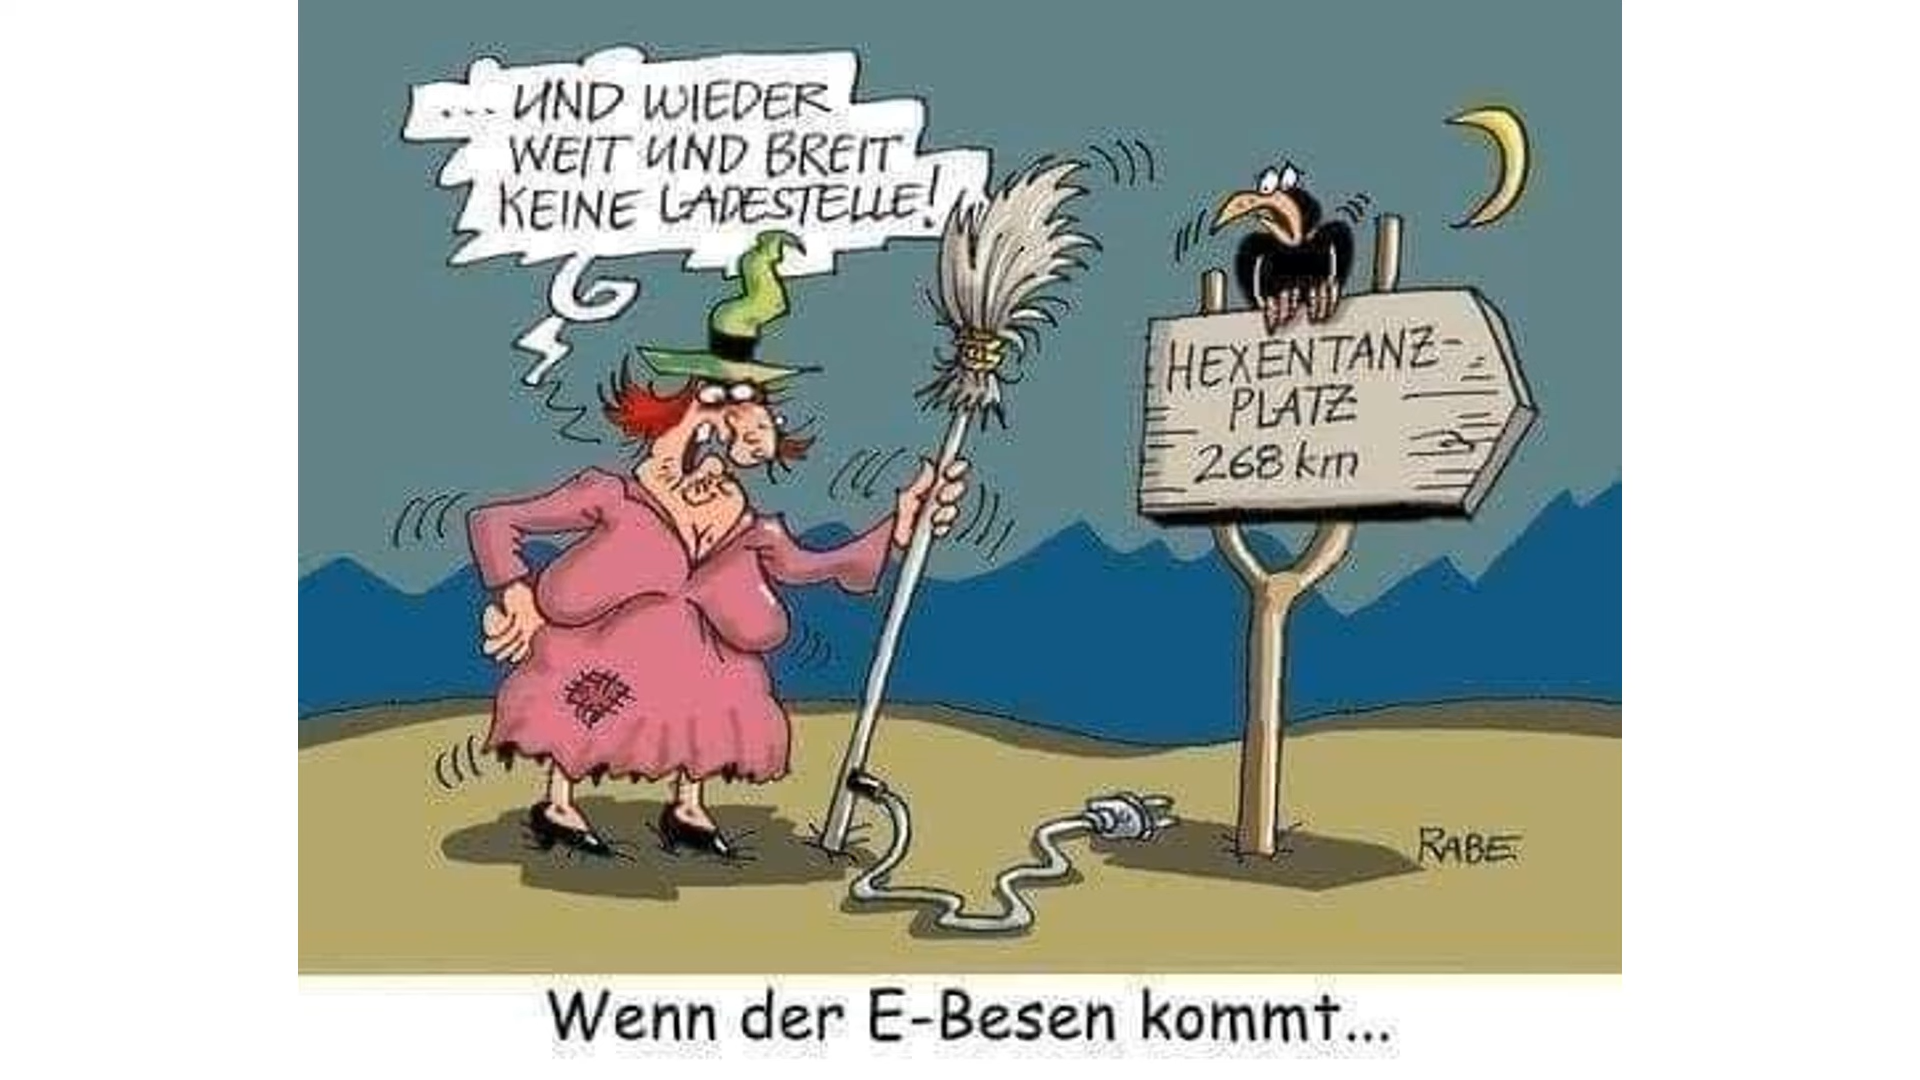 ... UND WIEDER
WEIT UND BREIT
KEINE LADESTELLE!
HEXENTANZ-
PLATZ
268 km
RABE
Wenn der E-Besen kommt...